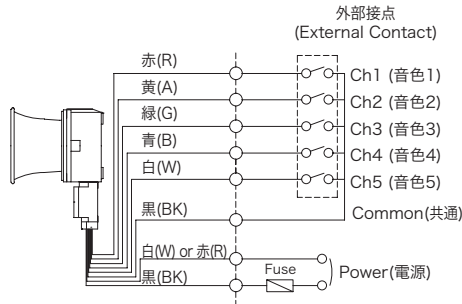 外部接点
(External Contact)
赤(R)
Ch1 (音色1)
黄(A)
Ch2 (音色2)
緑(G)
Ch3 (音色3)
青(B)
Ch4 (音色4)
白(W)
Ch5 (音色5)
黒(BK)
Common(共通)
白(W) or 赤(R)
Fuse
Power(電源)
黒(BK)